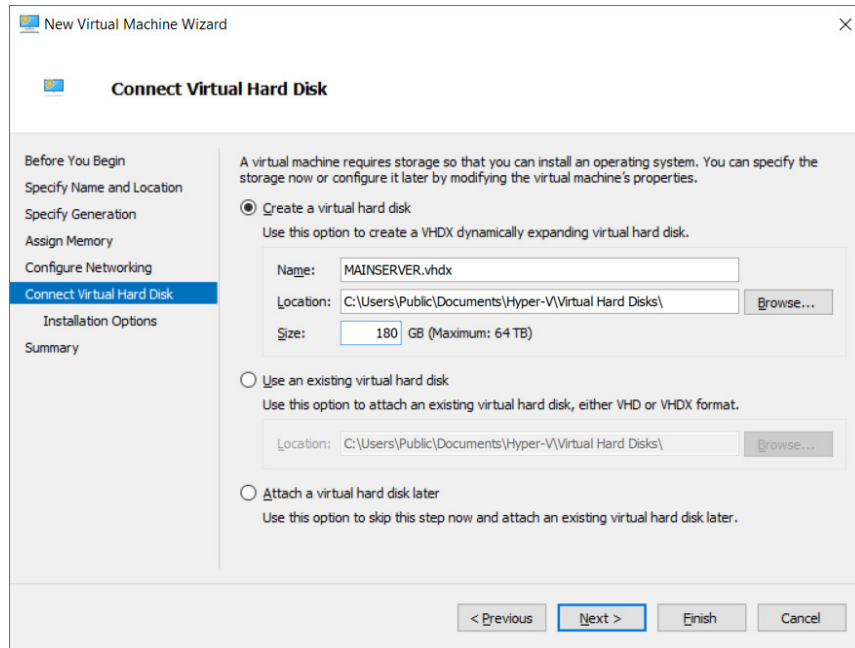 New Virtual Machine Wizard
Connect Virtual Hard Disk
Before You Begin
Specify Name and Location
Specify Generation
Assign Memory
Configure Networking
Connect Virtual Hard Disk
Installation Options
Summary
A virtual machine requires storage so that you can install an operating system. You can specify the
storage now or configure it later by modifying the virtual machine's properties.
Create a virtual hard disk
Use this option to create a VHDX dynamically expanding virtual hard disk.
Name: MAINSERVER.vhdx
Location: C:\Users\Public\Documents\Hyper-V\Virtual Hard Disks\ Browse...
Size: 180 GB (Maximum: 64 TB)
Use an existing virtual hard disk
Use this option to attach an existing virtual hard disk, either VHD or VHDX format.
Location: C:\Users\Public\Documents\Hyper-V\Virtual Hard Disks\ Browse...
Attach a virtual hard disk later
Use this option to skip this step now and attach an existing virtual hard disk later.
< Previous Next > Finish Cancel